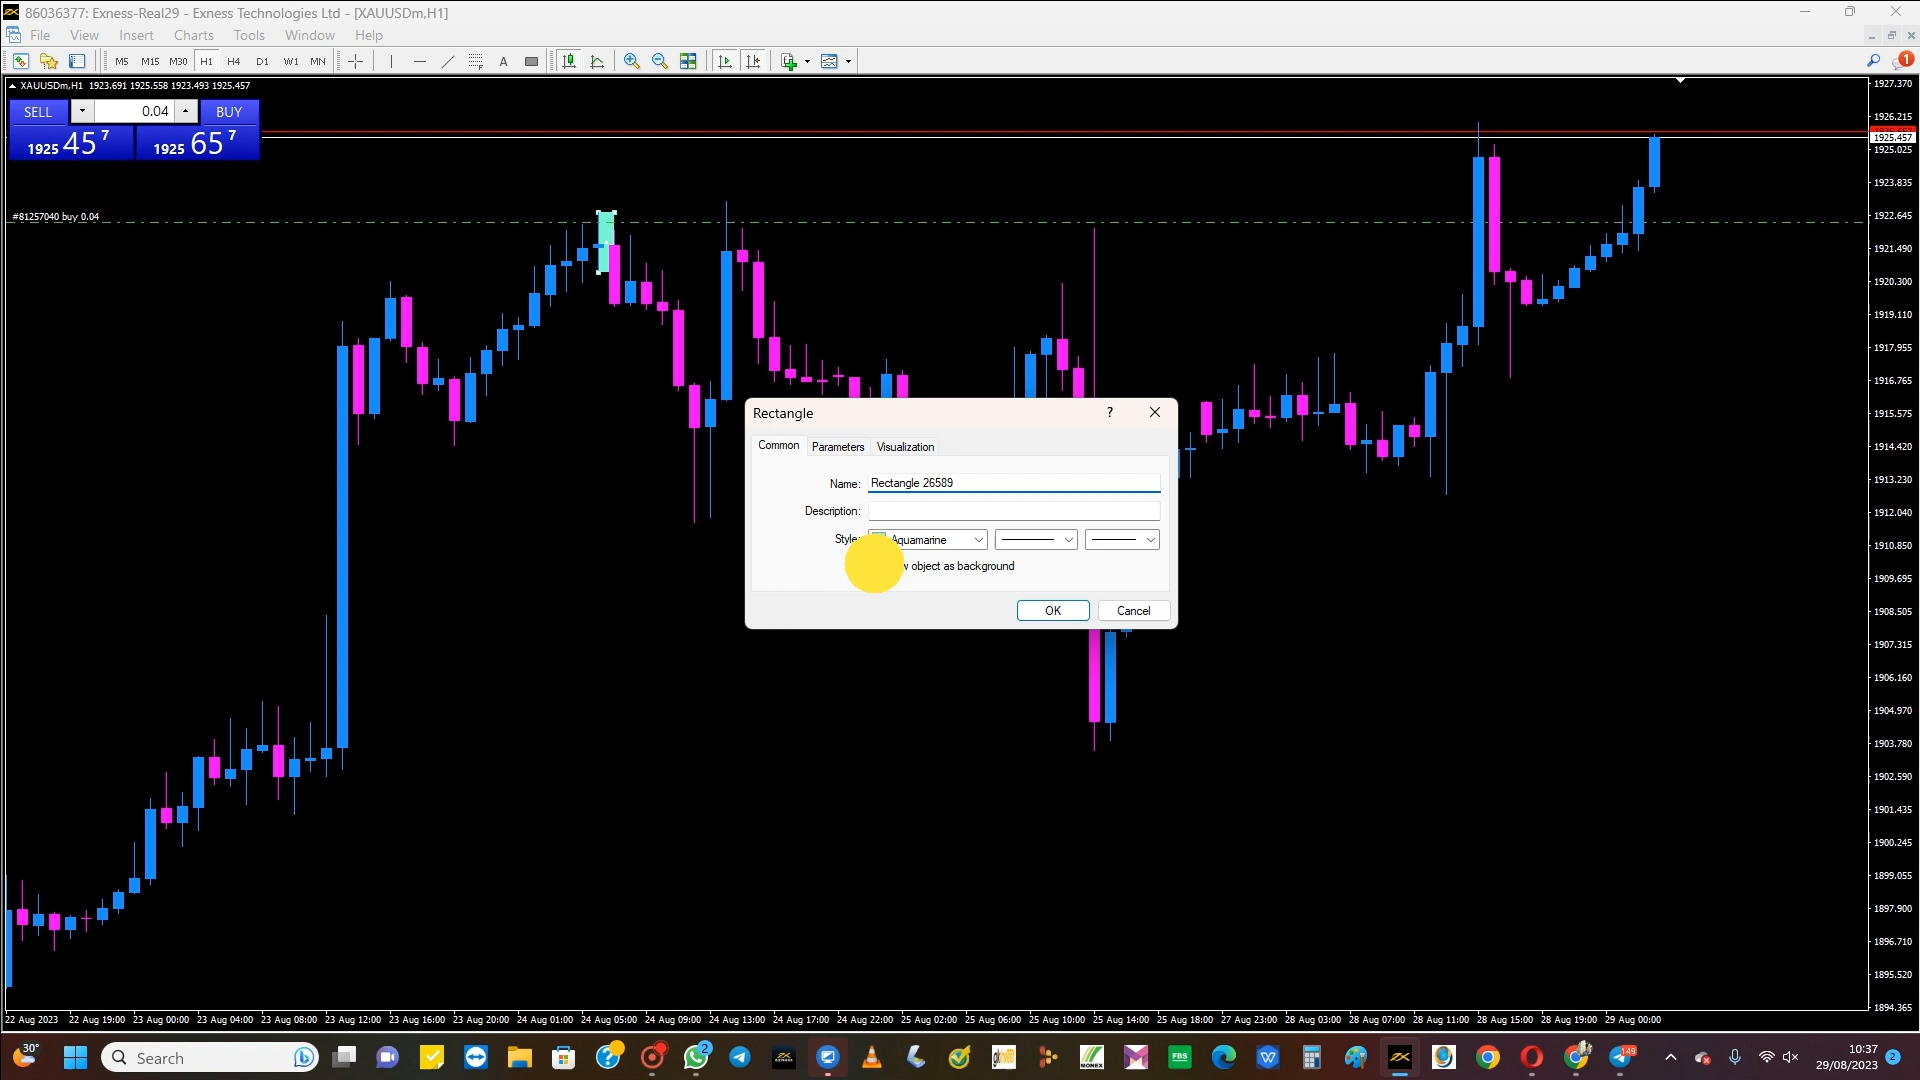 86036377: Exness-Real29 - Exness Technologies Ltd - [XAUUSDm,H1]
File View Insert Charts Tools Window Help
M5 M15 M30 H1 H4 D1 W1 MN A 1
XAUUSDm,H1 1923.691 1925.558 1923.493 1925.457
SELL 0.04 BUY
1925 45 7 1925 65 7
#81257040 buy 0.04
1927.370
1926.215
1925.457
1925.025
1923.835
1922.645
1921.490
1920.300
1919.110
1917.955
1916.765
1915.575
1914.420
1913.230
1912.040
1910.850
1909.695
1908.505
1907.315
1906.160
1904.970
1903.780
1902.590
1901.435
1900.245
1899.055
1897.900
1896.710
1895.520
1894.365
Rectangle ?
Common Parameters Visualization
Name: Rectangle 26589
Description:
Style: Aquamarine
object as background
OK Cancel
22 Aug 2023 22 Aug 19:00 23 Aug 00:00 23 Aug 04:00 23 Aug 08:00 23 Aug 12:00 23 Aug 16:00 23 Aug 20:00 24 Aug 01:00 24 Aug 05:00 24 Aug 09:00 24 Aug 13:00 24 Aug 17:00 24 Aug 22:00 25 Aug 02:00 25 Aug 06:00 25 Aug 10:00 25 Aug 14:00 25 Aug 18:00 27 Aug 23:00 28 Aug 03:00 28 Aug 07:00 28 Aug 11:00 28 Aug 15:00 28 Aug 19:00 29 Aug 00:00
30° Search 2 MONEX FBS 149 10:37
29/08/2023 2